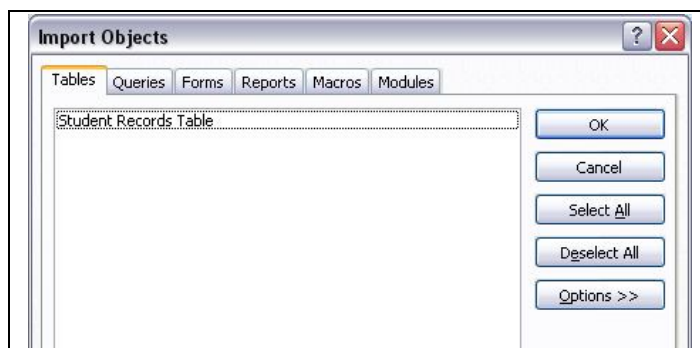 Import Objects
?
Tables Queries Forms Reports Macros Modules
Student Records Table
OK
Cancel
Select All
Deselect All
Options >>